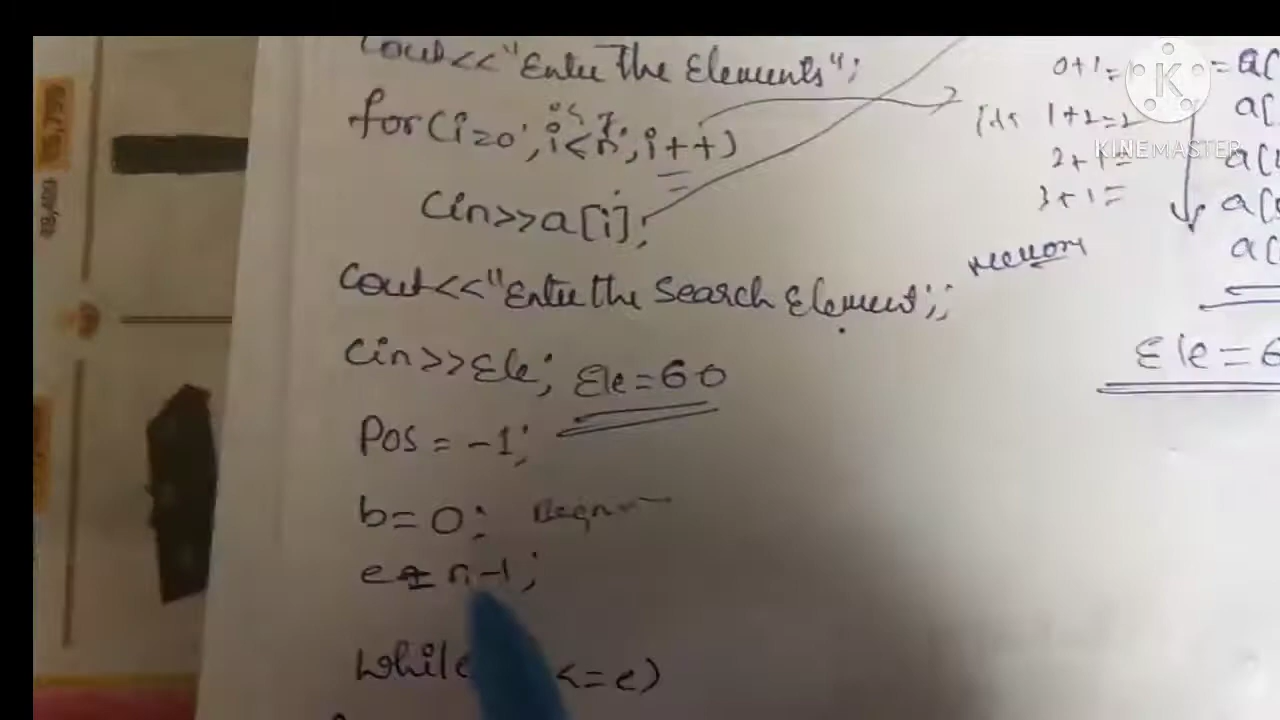 Cout<<"Enter The Elements";
for(i=0;i<n;i++)
Cin>>a[i];
Cout<<"Enter the Search Element";
Cin>>Ele; Ele=60
Pos = -1;
b=0;
e= n-1;
while <=e)
0+1= =a[
1+2=2 a[
2+1= a[
3+1= a[
a[
Ele=6
KINEMASTER